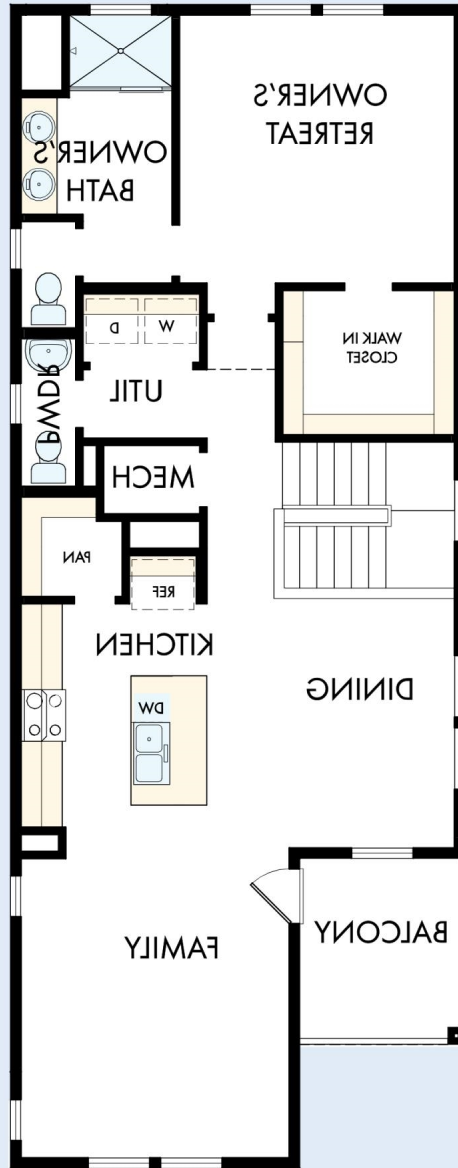 OWNER'S
RETREAT
OWNER'S
BATH
WALK IN
CLOSET
D
W
UTIL
PWDR
MECH
PAN
REF
KITCHEN
DINING
DW
FAMILY
BALCONY